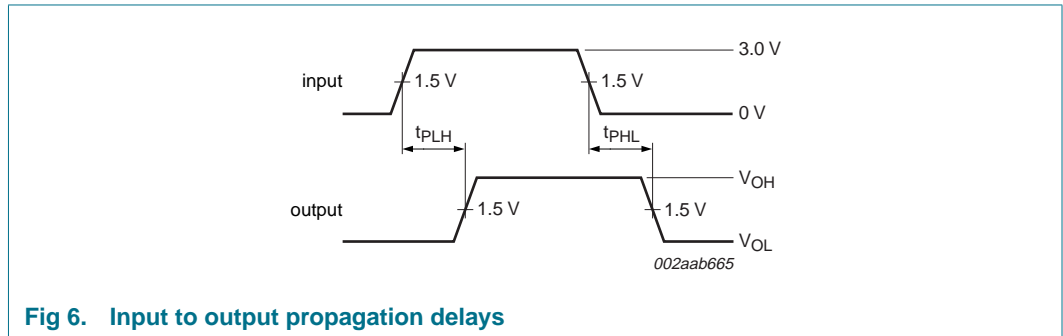 3.0 V
input 1.5 V 1.5 V
0 V
tPLH tPHL
VOH
output 1.5 V 1.5 V
VOL
002aab665
Fig 6. Input to output propagation delays